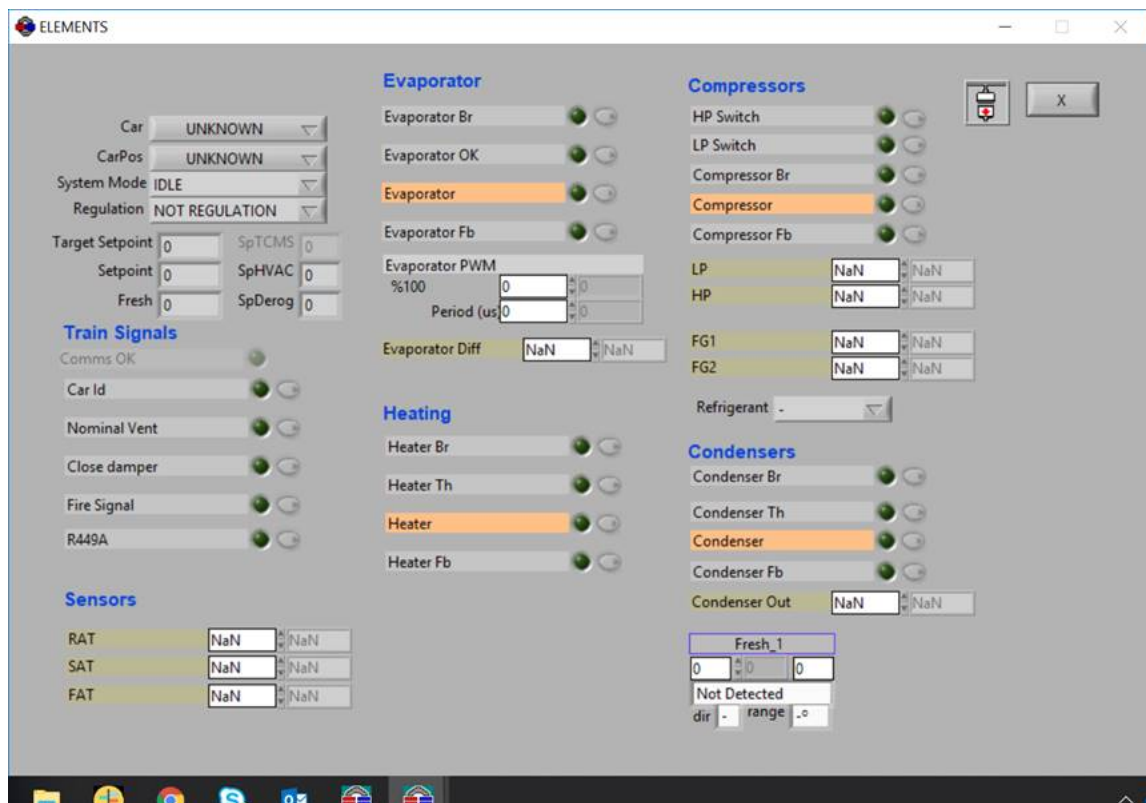 ELEMENTS
Car UNKNOWN
CarPos UNKNOWN
System Mode IDLE
Regulation NOT REGULATION
Target Setpoint 0 SpTCMS 0
Setpoint 0 SpHVAC 0
Fresh 0 SpDerog 0
Train Signals
Comms OK
Car Id
Nominal Vent
Close damper
Fire Signal
R449A
Sensors
RAT NaN NaN
SAT NaN NaN
FAT NaN NaN
Evaporator
Evaporator Br
Evaporator OK
Evaporator
Evaporator Fb
Evaporator PWM
%100 0 0
Period (us) 0 0
Evaporator Diff NaN NaN
Heating
Heater Br
Heater Th
Heater
Heater Fb
Compressors
HP Switch
LP Switch
Compressor Br
Compressor
Compressor Fb
LP NaN NaN
HP NaN NaN
FG1 NaN NaN
FG2 NaN NaN
Refrigerant -
Condensers
Condenser Br
Condenser Th
Condenser
Condenser Fb
Condenser Out NaN NaN
Fresh_1
0 0 0
Not Detected
dir - range -º
X